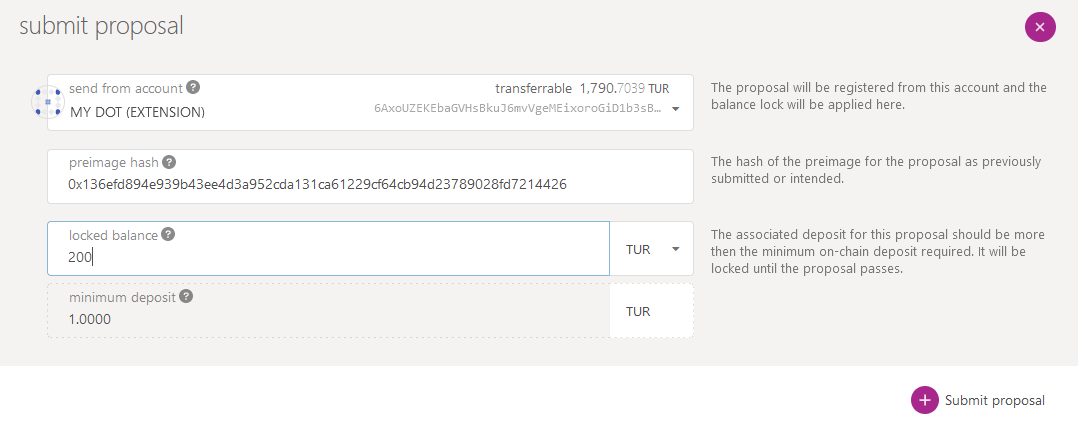 submit proposal
send from account
transferrable 1,790.7039 TUR
MY DOT (EXTENSION)
6AxoUZEKEbaGVHsBkuJ6mvVgeMEixoroGiD1b3sB…
The proposal will be registered from this account and the
balance lock will be applied here.
preimage hash
0x136efd894e939b43ee4d3a952cda131ca61229cf64cb94d23789028fd7214426
The hash of the preimage for the proposal as previously
submitted or intended.
locked balance
200
TUR
The associated deposit for this proposal should be more
then the minimum on-chain deposit required. It will be
locked until the proposal passes.
minimum deposit
1.0000
TUR
Submit proposal